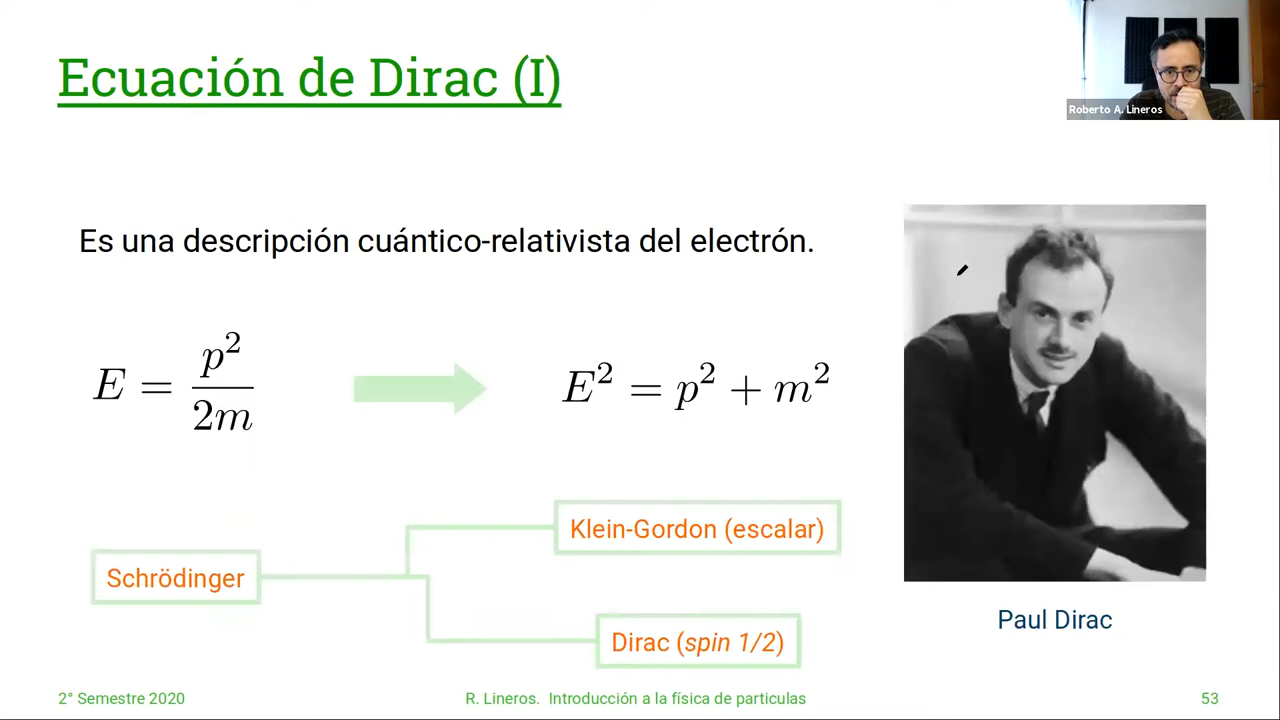 Ecuación de Dirac (I)
Roberto A. Lineros
Es una descripción cuántico-relativista del electrón.
E = p²/2m
E² = p² + m²
Klein-Gordon (escalar)
Schrödinger
Dirac (spin 1/2)
Paul Dirac
2° Semestre 2020
R. Lineros. Introducción a la física de particulas
53